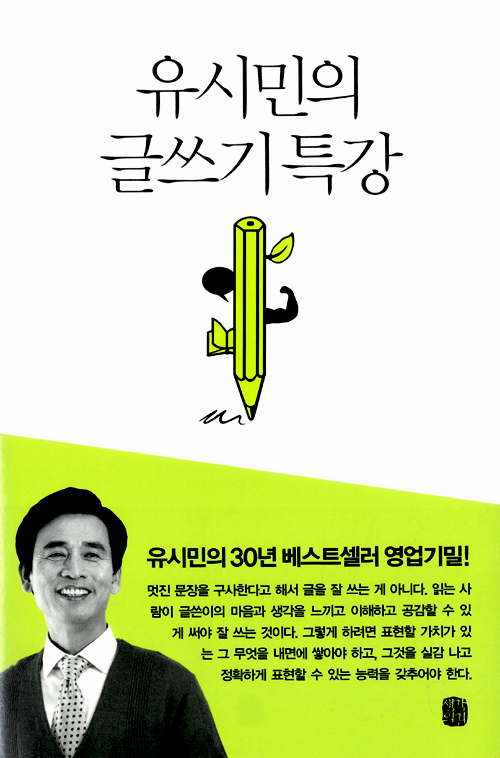 유시민의
글쓰기 특강
유시민의 30년 베스트셀러 영업기밀!
멋진 문장을 구사한다고 해서 글을 잘 쓰는 게 아니다. 읽는 사
람이 글쓴이의 마음과 생각을 느끼고 이해하고 공감할 수 있
게 써야 잘 쓰는 것이다. 그렇게 하려면 표현할 가치가 있
는 그 무엇을 내면에 쌓아야 하고, 그것을 실감 나고
정확하게 표현할 수 있는 능력을 갖추어야 한다.
생각
의길